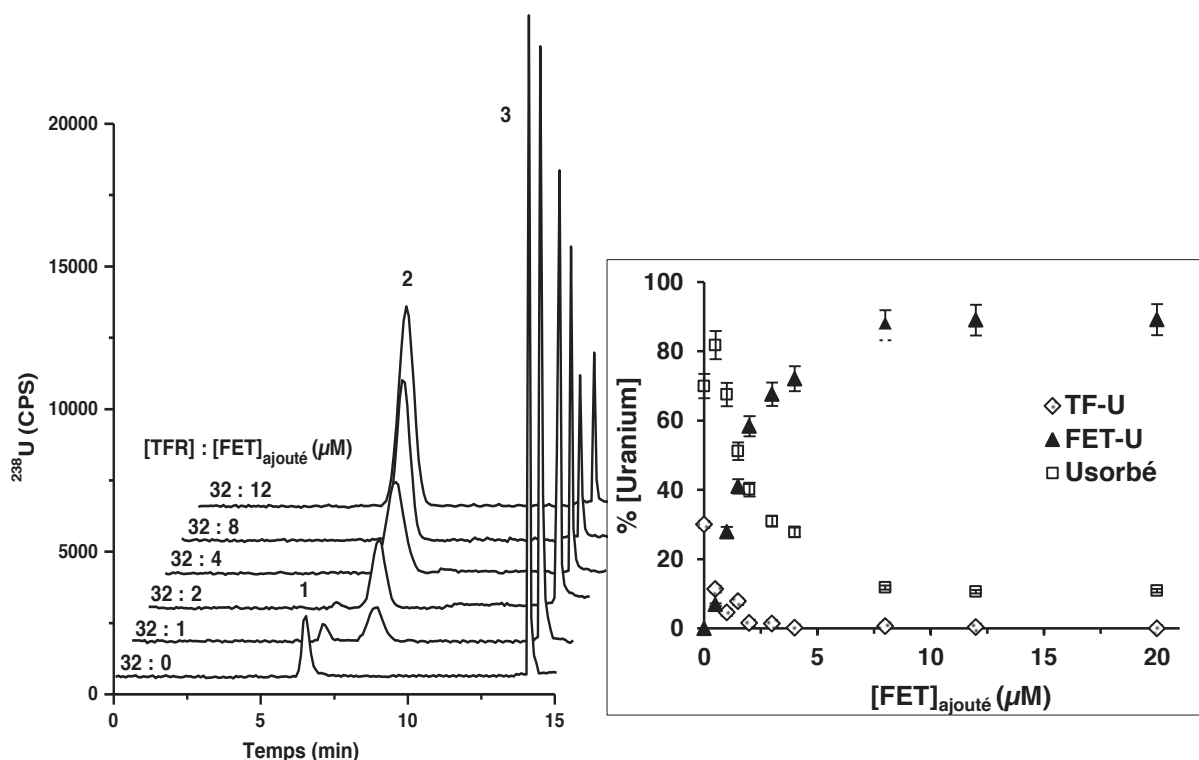 3
20000
15000
10000
5000
0
²³⁸U (CPS)
2
[TFR] : [FET]ajouté (µM)
32 : 12
32 : 8
32 : 4
32 : 2
1
32 : 1
32 : 0
0
5
10
15
Temps (min)
100
80
60
40
20
0
% [Uranium]
TF-U
FET-U
Usorbé
0
5
10
15
20
[FET]ajouté (µM)